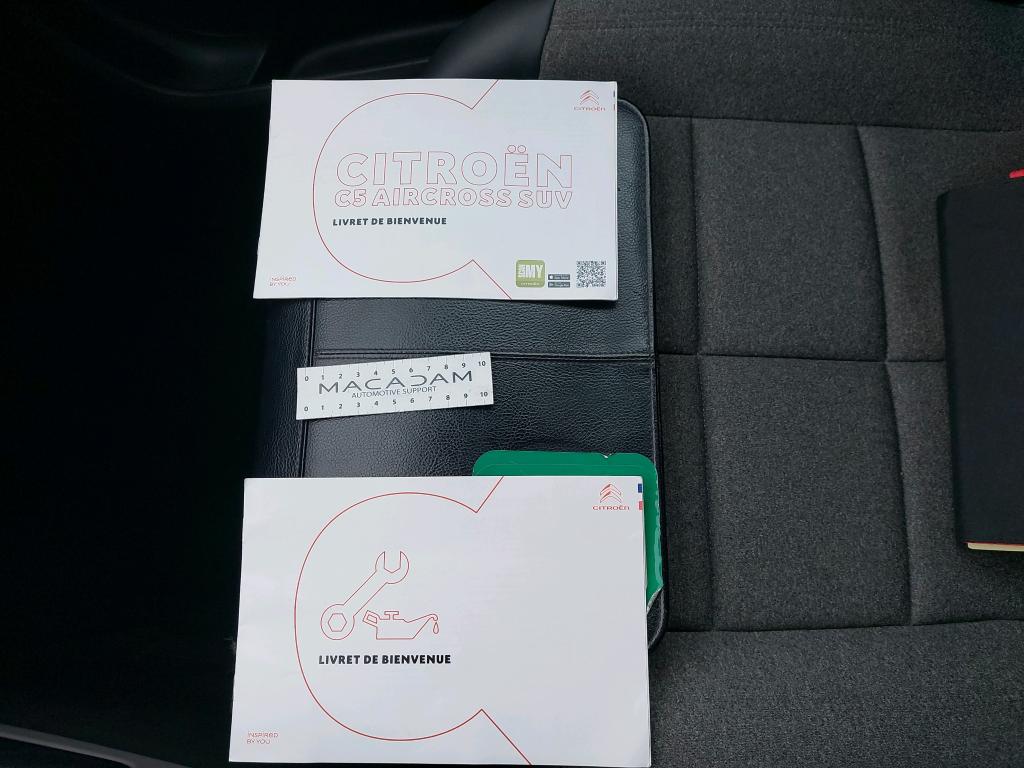 CITROËN
CITROËN
C5 AIRCROSS SUV
LIVRET DE BIENVENUE
INSPIRED
BY YOU
SCAN MY
CITROËN
0 1 2 3 4 5 6 7 8 9 10
MACADAM
AUTOMOTIVE SUPPORT
0 1 2 3 4 5 6 7 8 9 10
CITROËN
LIVRET DE BIENVENUE
INSPIRED
BY YOU